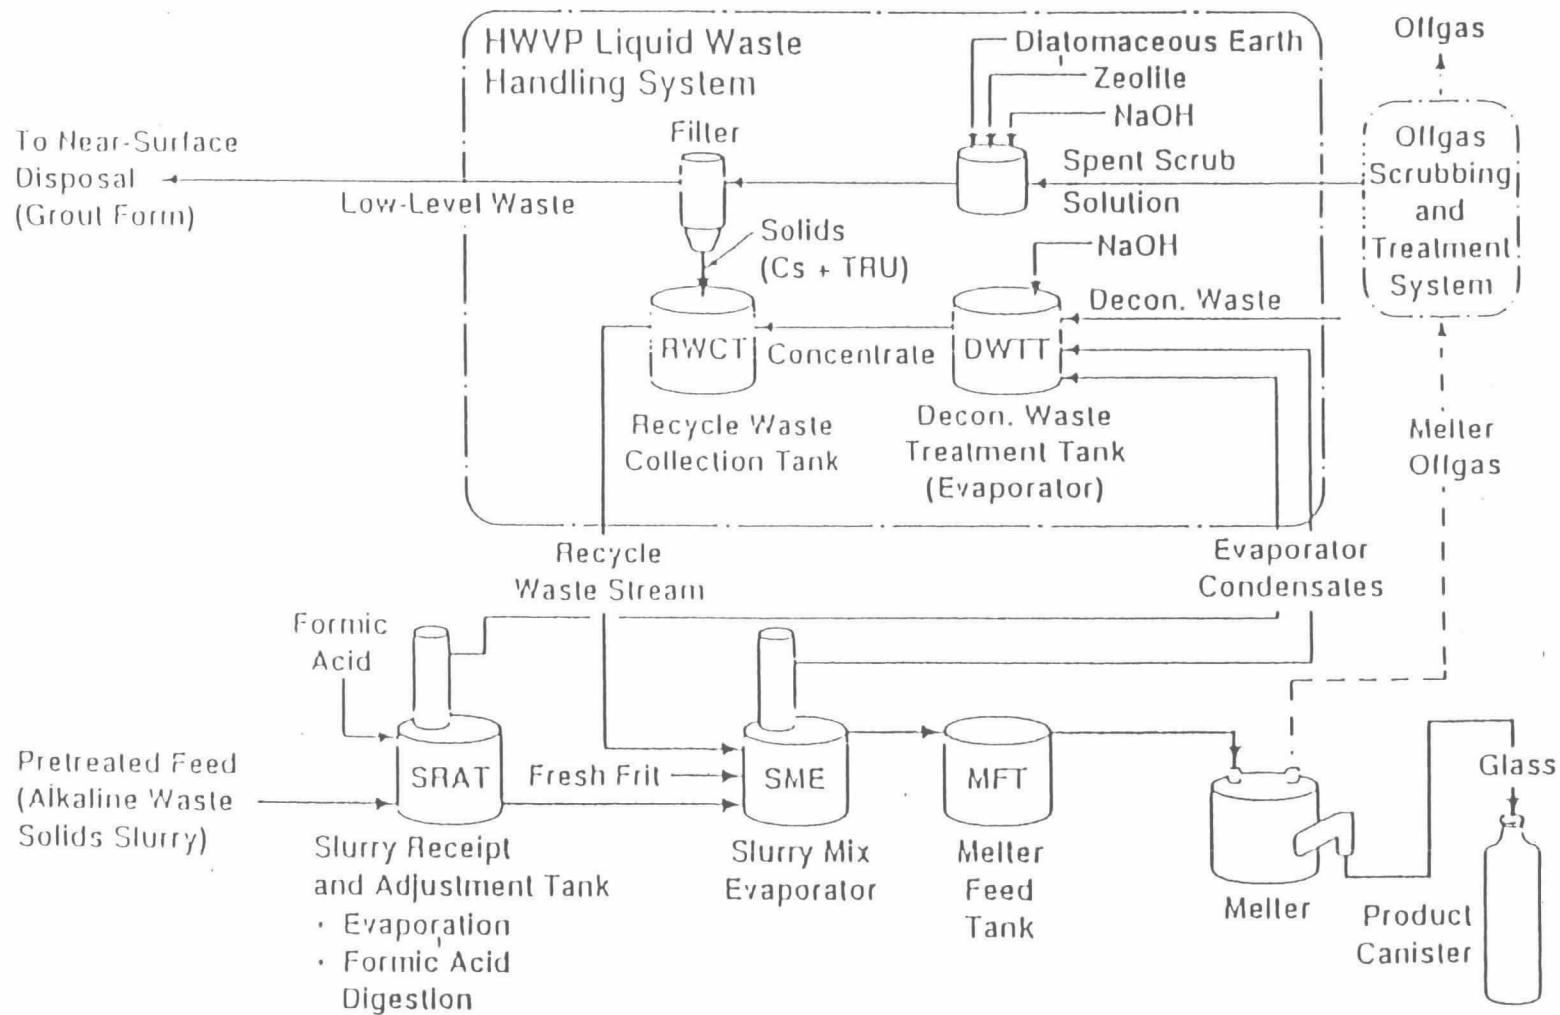 HWVP Liquid Waste
Handling System
Diatomaceous Earth
Zeolite
NaOH
Offgas
Filter
Spent Scrub
Solution
Offgas
Scrubbing
and
Treatment
System
To Near-Surface
Disposal
(Grout Form)
Low-Level Waste
Solids
(Cs + TRU)
NaOH
Decon. Waste
RWCT
Concentrate
DWTT
Recycle Waste
Collection Tank
Decon. Waste
Treatment Tank
(Evaporator)
Melter
Offgas
Recycle
Waste Stream
Evaporator
Condensates
Formic
Acid
Pretreated Feed
(Alkaline Waste
Solids Slurry)
SRAT
Fresh Frit
SME
MFT
Glass
Slurry Receipt
and Adjustment Tank
· Evaporation
· Formic Acid
Digestion
Slurry Mix
Evaporator
Melter
Feed
Tank
Melter
Product
Canister